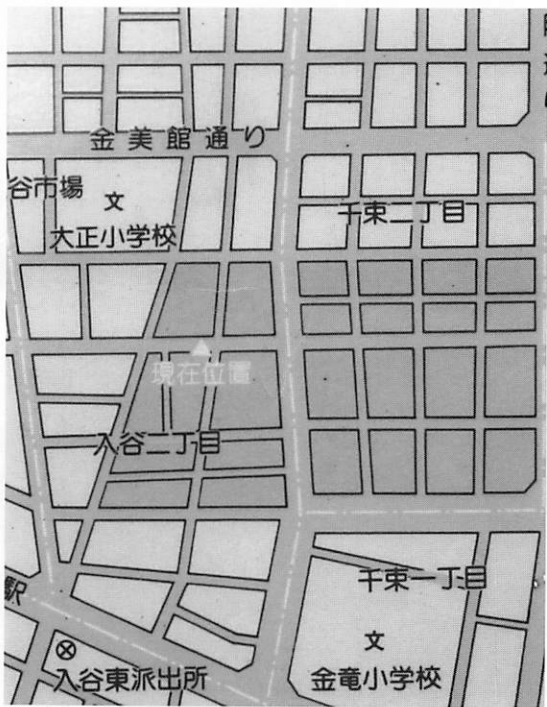 金美館通り
谷市場
文
大正小学校
千束二丁目
現在位置
入谷二丁目
千束一丁目
駅
文
入谷東派出所
金竜小学校